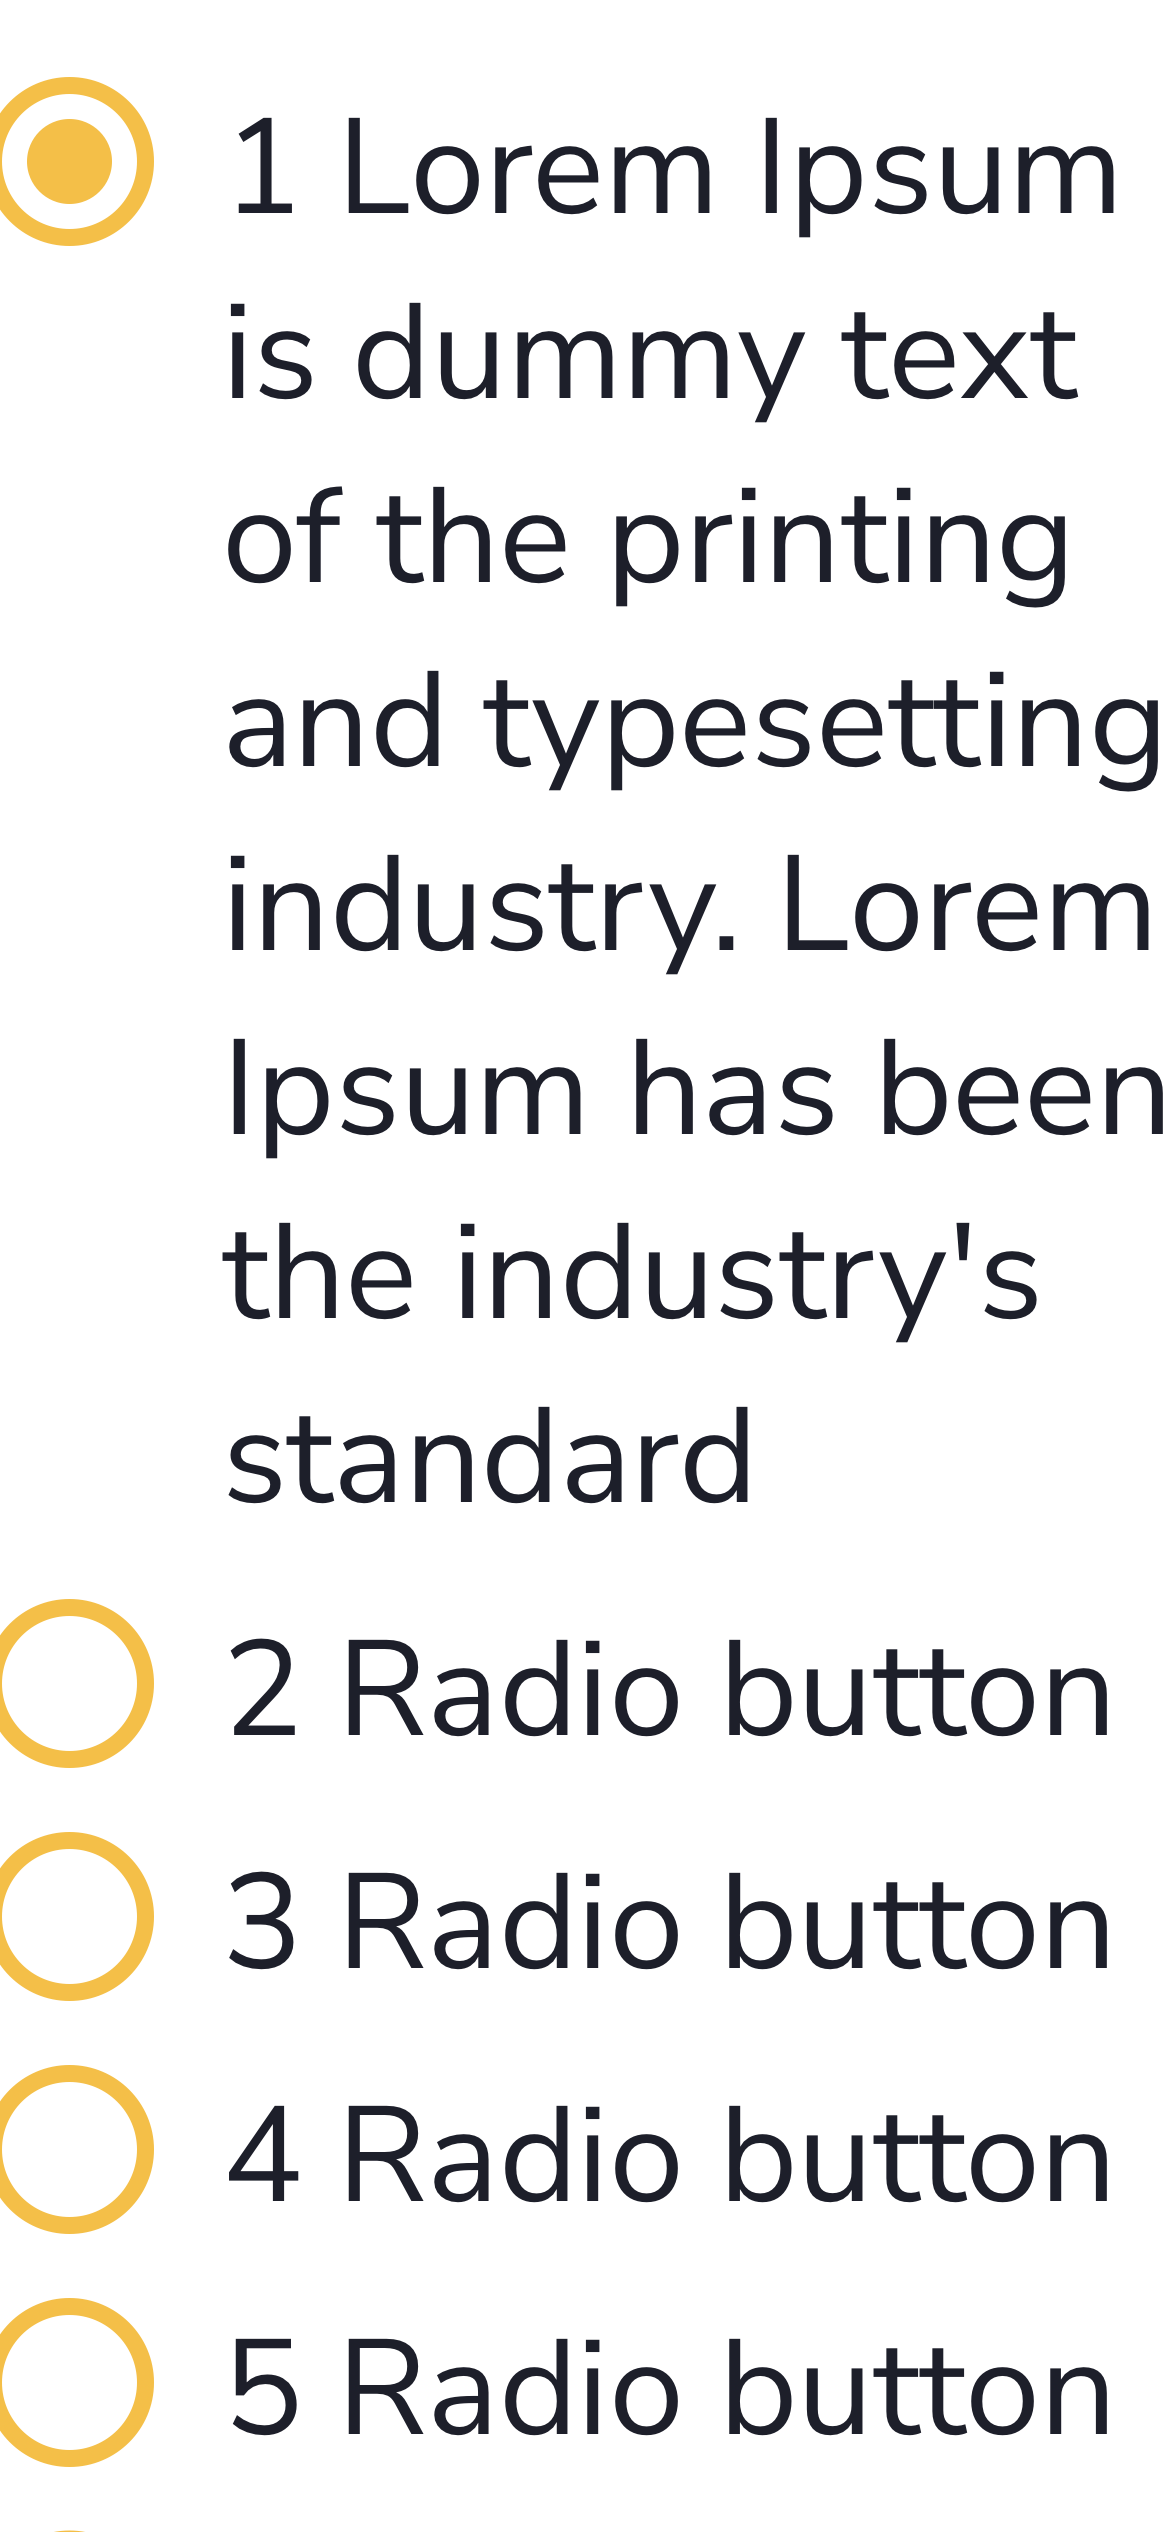 1 Lorem Ipsum
is dummy text
of the printing
and typesetting
industry. Lorem
Ipsum has been
the industry's
standard
2 Radio button
3 Radio button
4 Radio button
5 Radio button